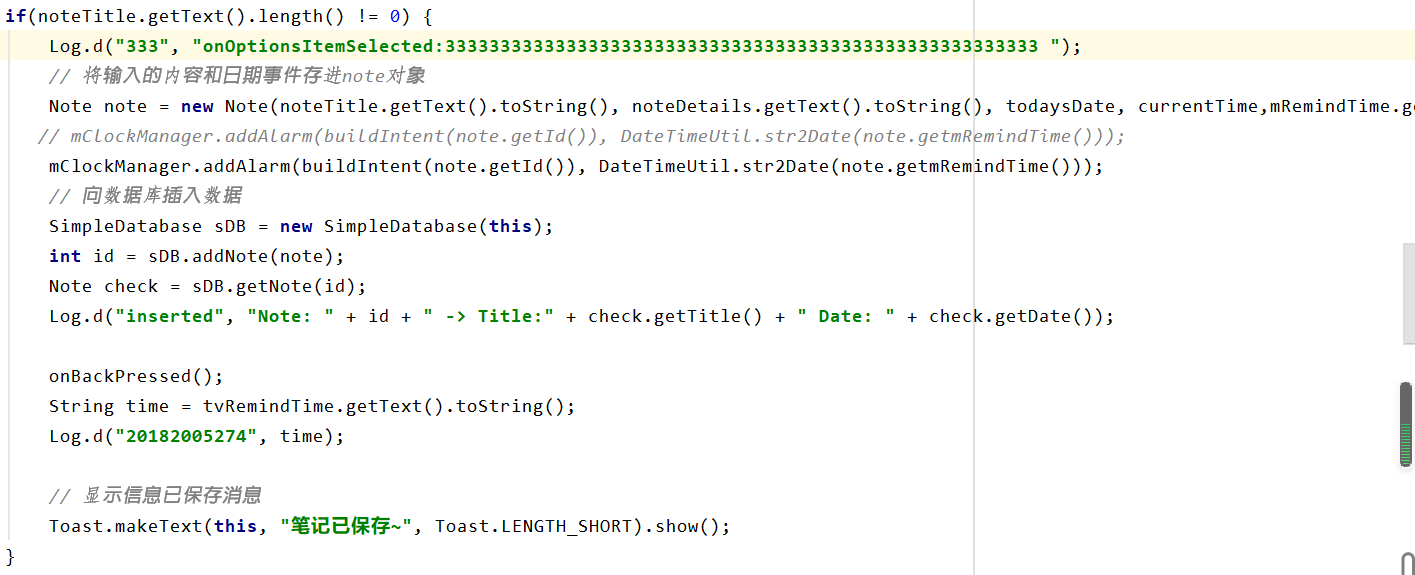 if(noteTitle.getText().length() != 0) {
Log.d("333", "onOptionsItemSelected:333333333333333333333333333333333333333333333333333333 ");
// 将输入的内容和日期事件存进note对象
Note note = new Note(noteTitle.getText().toString(), noteDetails.getText().toString(), todaysDate, currentTime,mRemindTime.ge
// mClockManager.addAlarm(buildIntent(note.getId()), DateTimeUtil.str2Date(note.getmRemindTime()));
mClockManager.addAlarm(buildIntent(note.getId()), DateTimeUtil.str2Date(note.getmRemindTime()));
// 向数据库插入数据
SimpleDatabase sDB = new SimpleDatabase(this);
int id = sDB.addNote(note);
Note check = sDB.getNote(id);
Log.d("inserted", "Note: " + id + " -> Title:" + check.getTitle() + " Date: " + check.getDate());
onBackPressed();
String time = tvRemindTime.getText().toString();
Log.d("20182005274", time);
// 显示信息已保存消息
Toast.makeText(this, "笔记已保存~", Toast.LENGTH_SHORT).show();
}